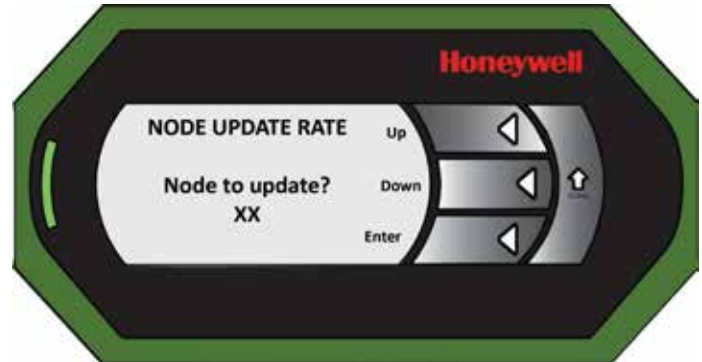 Honeywell
NODE UPDATE RATE
Up
Node to update?
Down
XX
Enter